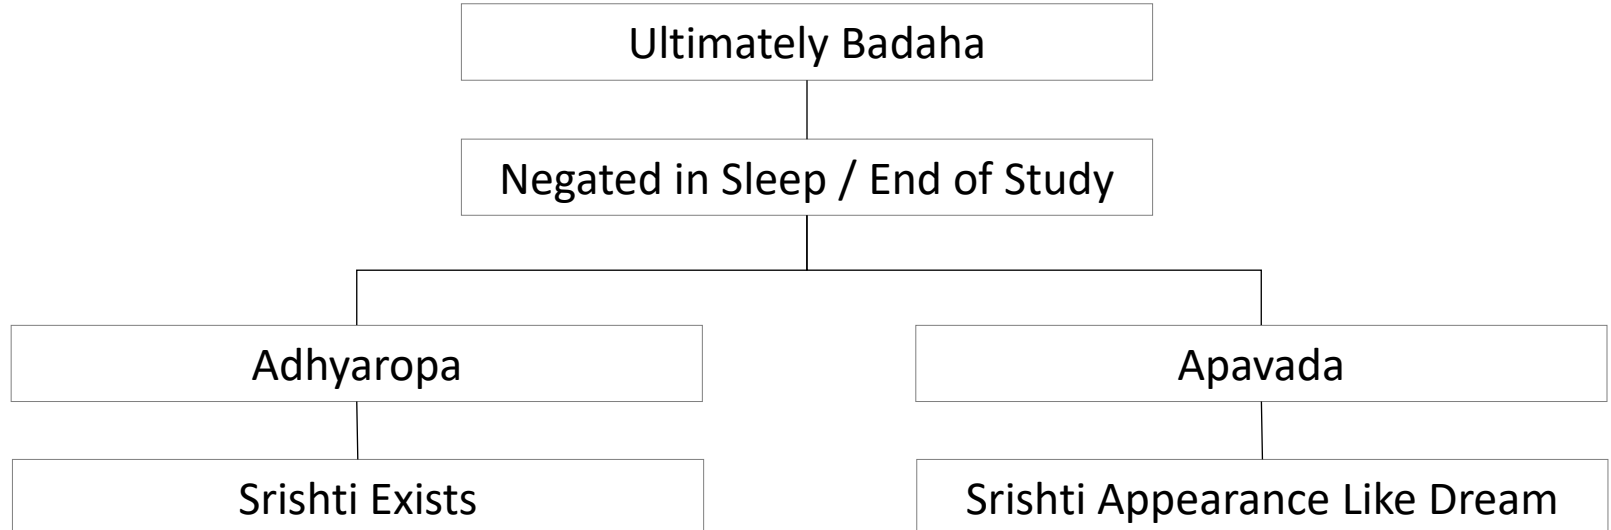 Ultimately Badaha
Negated in Sleep / End of Study
Adhyaropa
Apavada
Srishti Exists
Srishti Appearance Like Dream